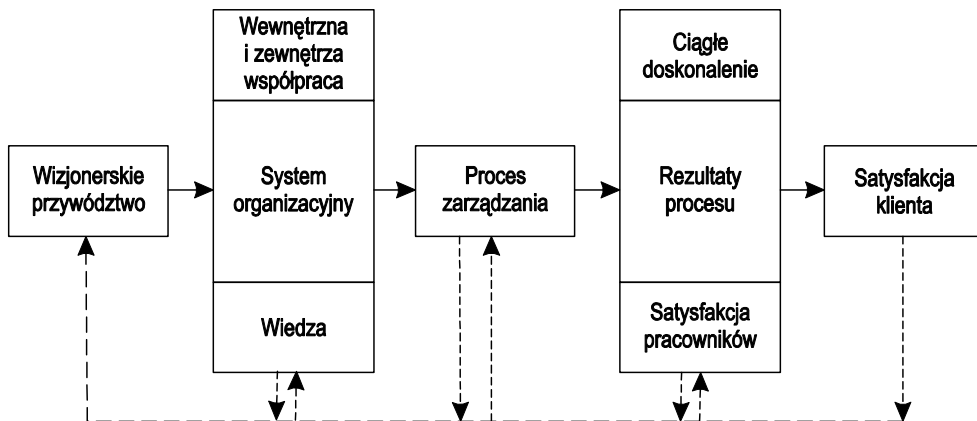 Wewnętrzna
i zewnętrza
współpraca
Ciągłe
doskonalenie
Wizjonerskie
przywództwo
System
organizacyjny
Proces
zarządzania
Rezultaty
procesu
Satysfakcja
klienta
Wiedza
Satysfakcja
pracowników